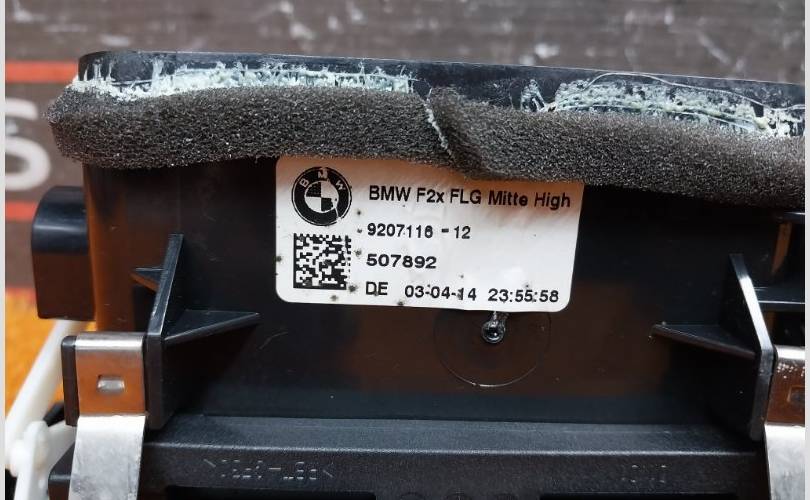 BMW
BMW F2x FLG Mitte High
9207116 -12
507892
DE 03-04-14 23:55:58